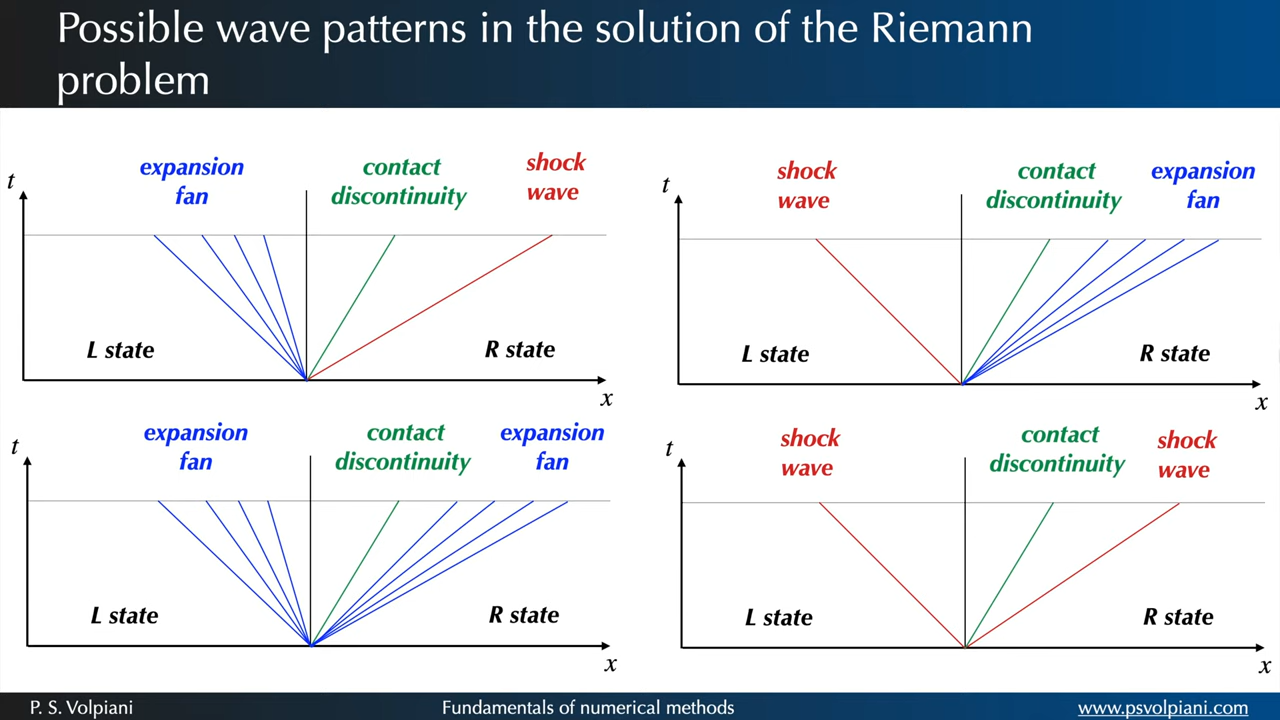 Possible wave patterns in the solution of the Riemann
problem
expansion
fan
contact
discontinuity
shock
wave
t
L state
R state
x
shock
wave
contact
discontinuity
expansion
fan
t
L state
R state
x
expansion
fan
contact
discontinuity
expansion
fan
t
L state
R state
x
shock
wave
contact
discontinuity
shock
wave
t
L state
R state
x
P. S. Volpiani
Fundamentals of numerical methods
www.psvolpiani.com